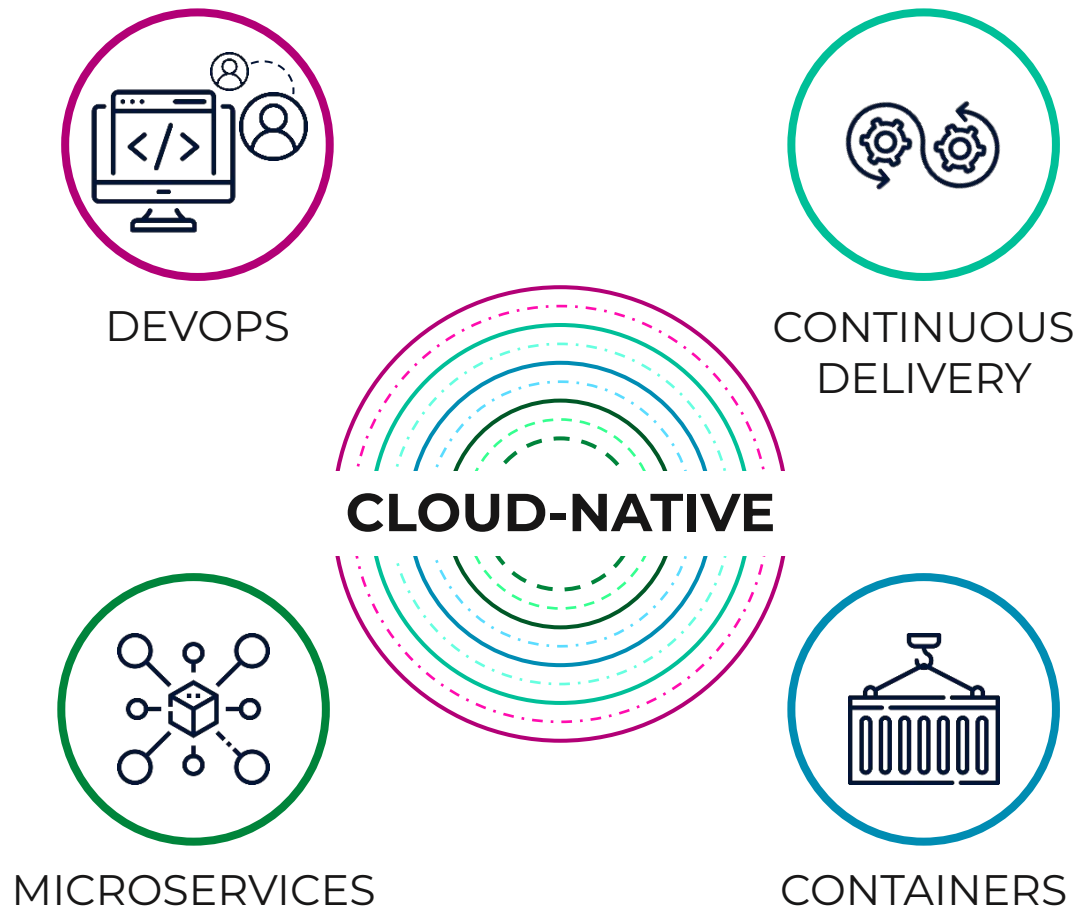 DEVOPS
CONTINUOUS
DELIVERY
CLOUD-NATIVE
MICROSERVICES
CONTAINERS